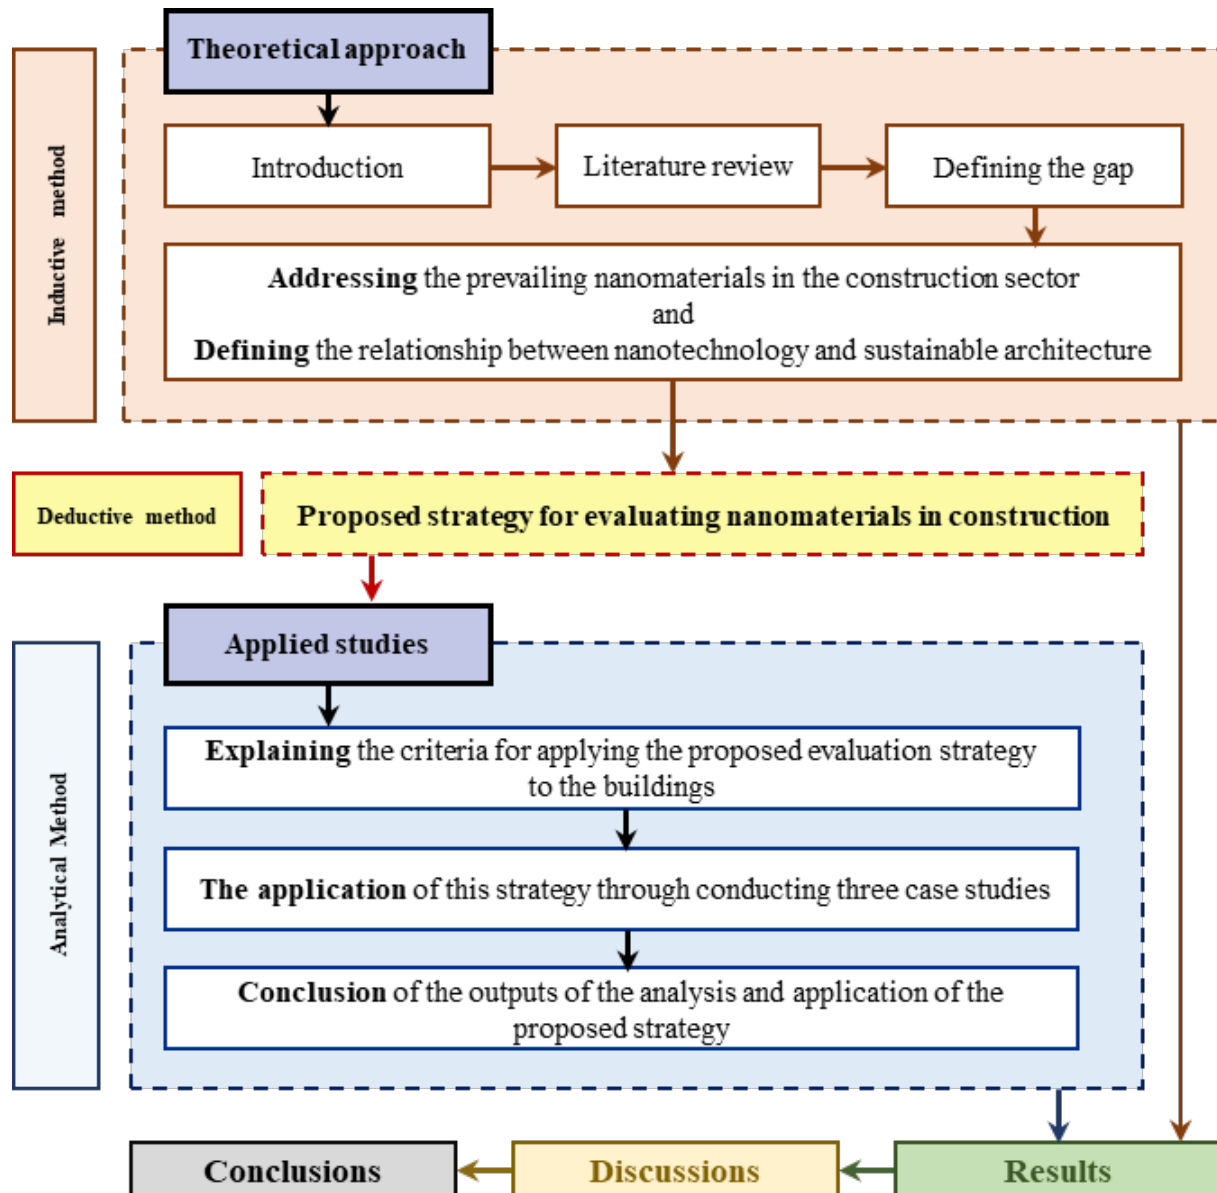 Theoretical approach
Inductive method
Introduction
Literature review
Defining the gap
Addressing the prevailing nanomaterials in the construction sector
and
Defining the relationship between nanotechnology and sustainable architecture
Deductive method
Proposed strategy for evaluating nanomaterials in construction
Applied studies
Analytical Method
Explaining the criteria for applying the proposed evaluation strategy
to the buildings
The application of this strategy through conducting three case studies
Conclusion of the outputs of the analysis and application of the
proposed strategy
Conclusions
Discussions
Results